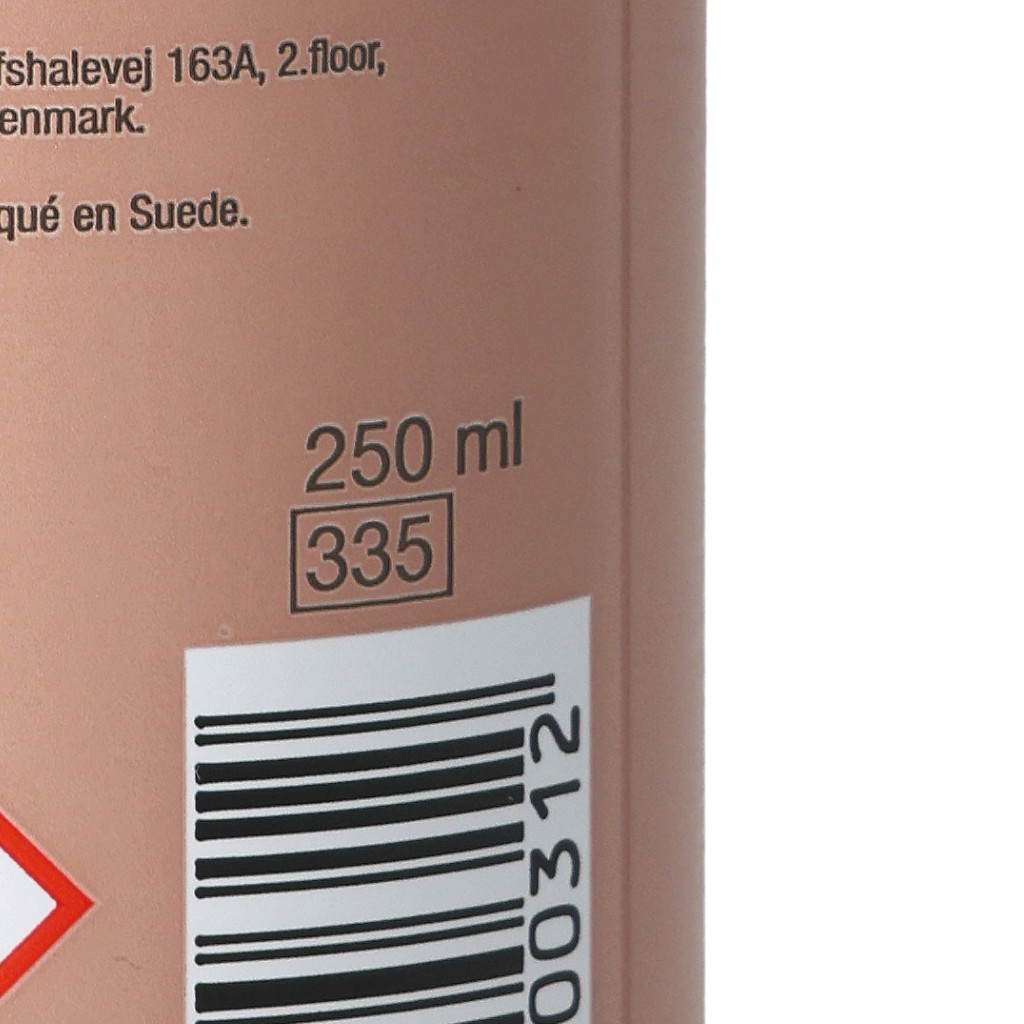 fshalevej 163A, 2.floor,
enmark.
qué en Suede.
250 ml
335
00312